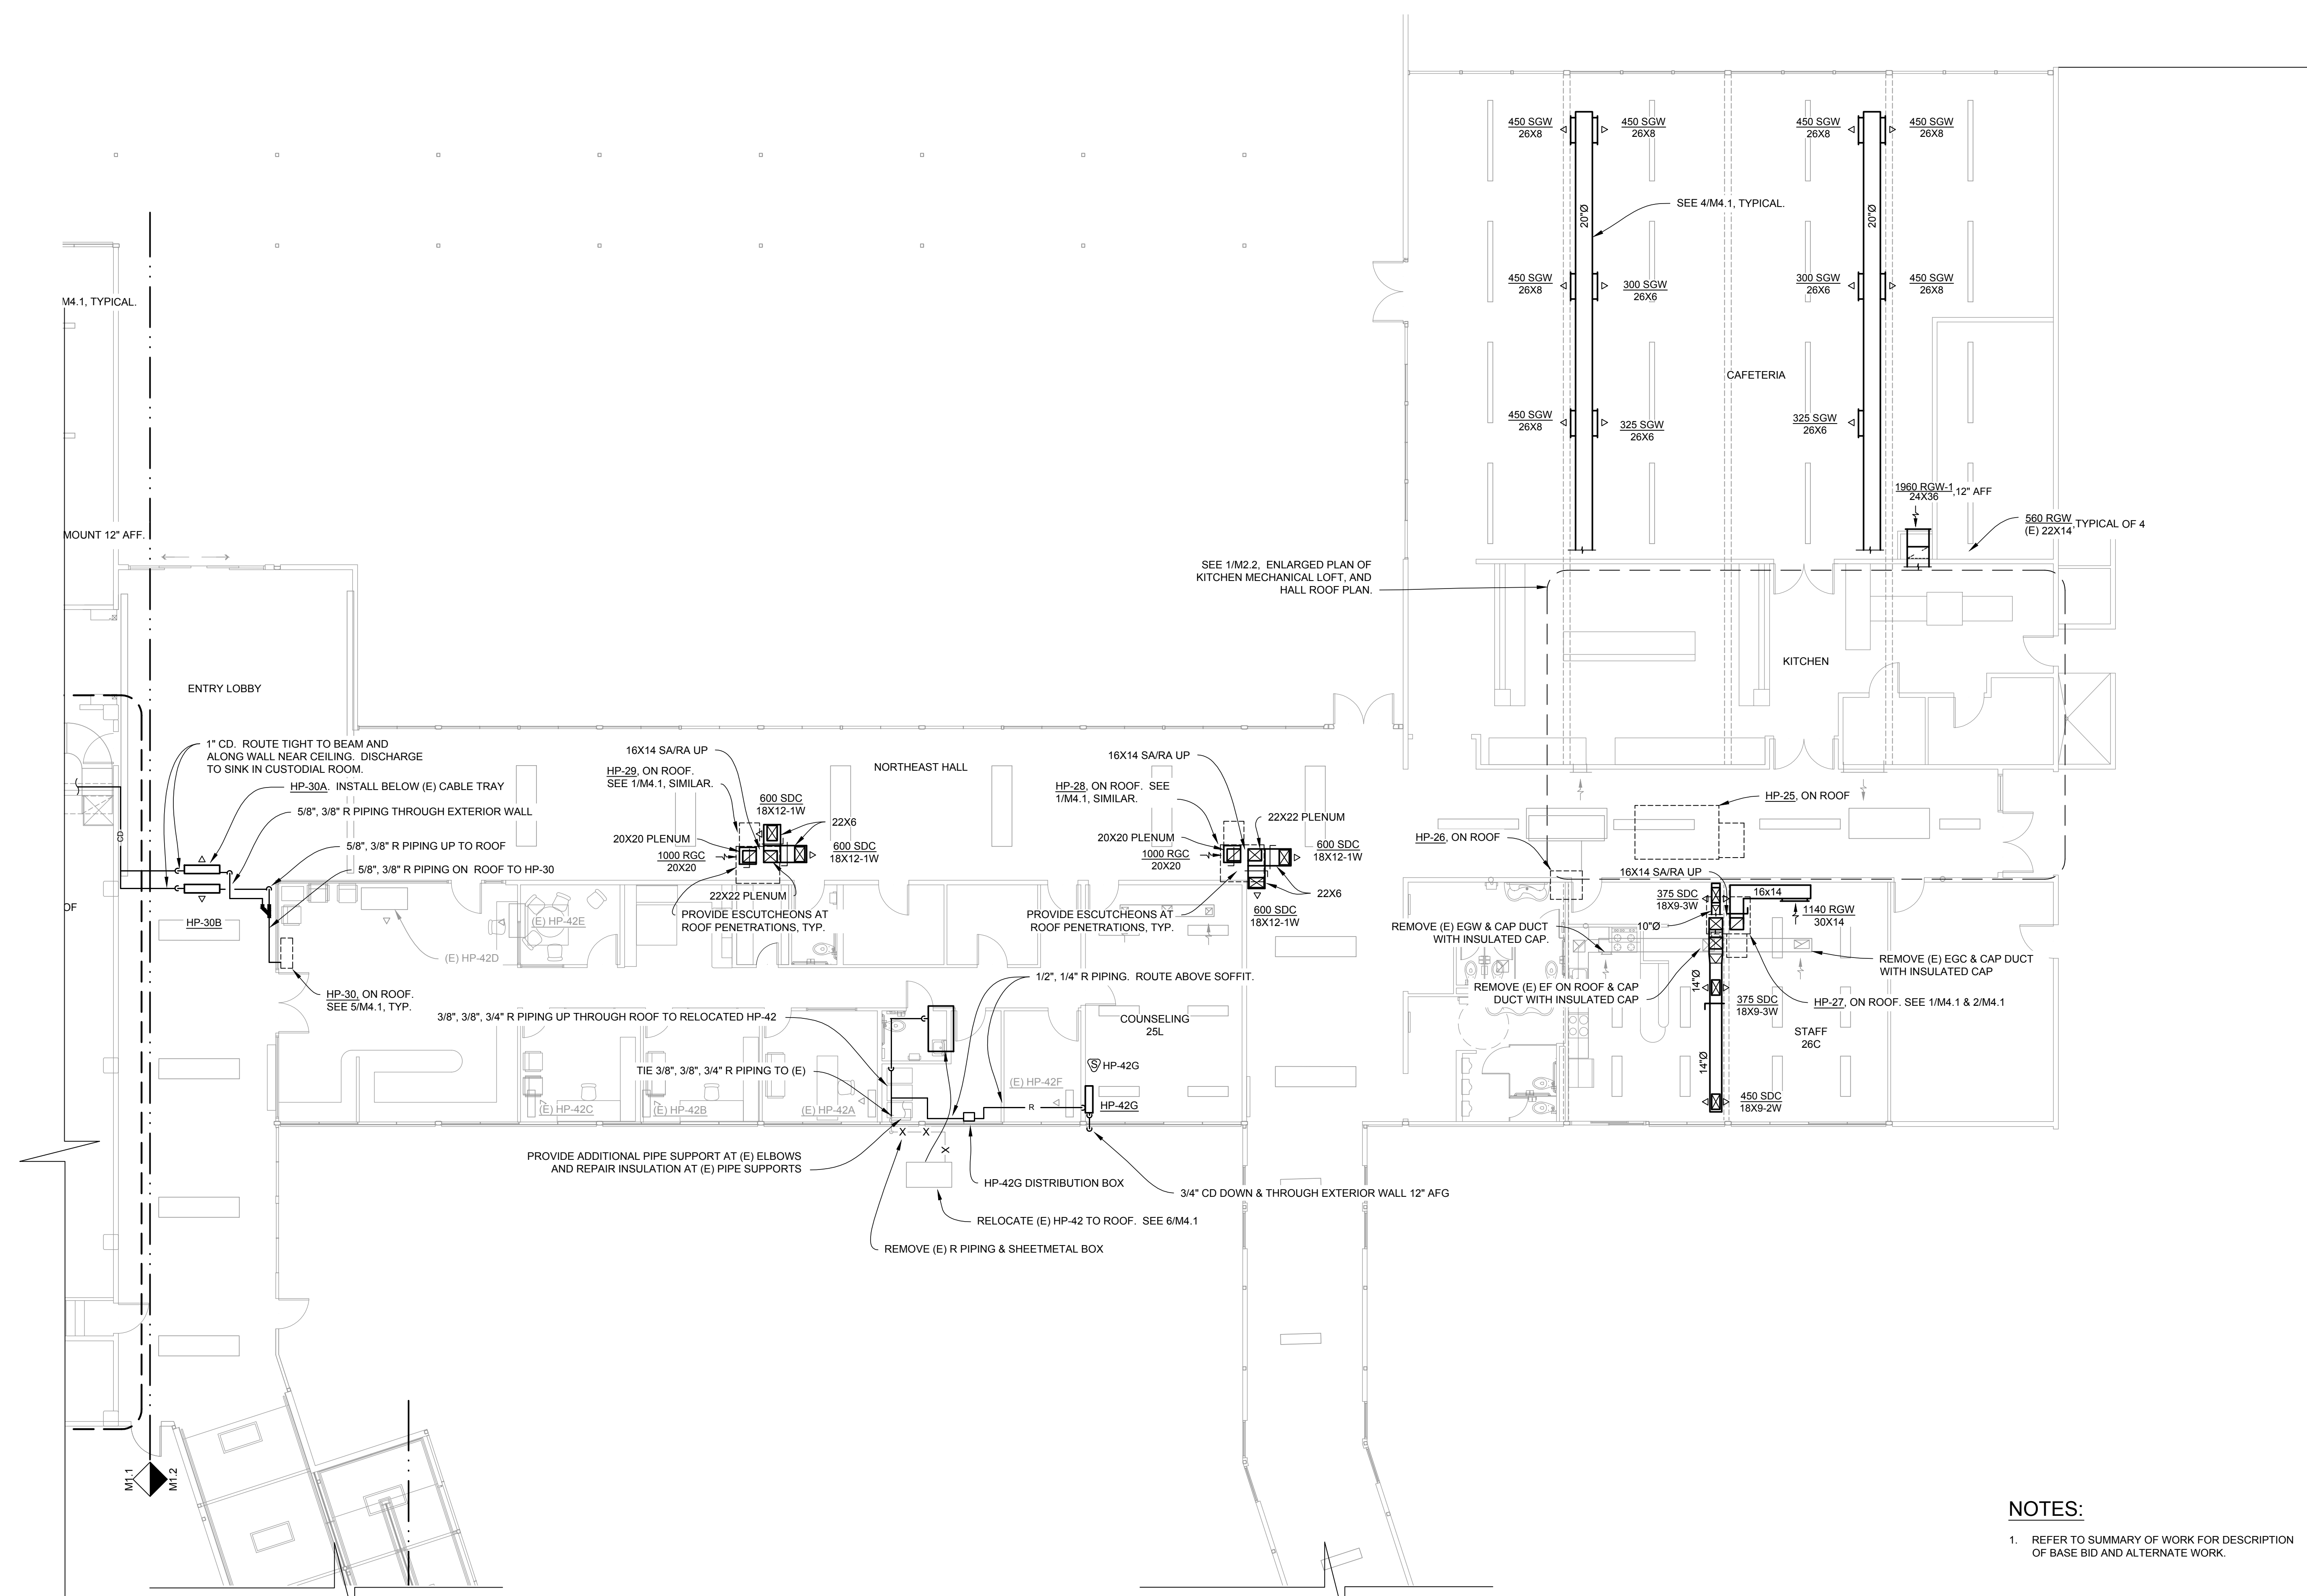 450 SGW
26X8
450 SGW
26X8
450 SGW
26X8
450 SGW
26X8
SEE 4/M4.1, TYPICAL.
20"Ø
20"Ø
450 SGW
26X8
300 SGW
26X6
300 SGW
26X6
450 SGW
26X8
CAFETERIA
450 SGW
26X8
325 SGW
26X6
325 SGW
26X6
1960 RGW-1
24X36
,12" AFF
560 RGW
(E) 22X14
,TYPICAL OF 4
M4.1, TYPICAL.
MOUNT 12" AFF.
SEE 1/M2.2, ENLARGED PLAN OF
KITCHEN MECHANICAL LOFT, AND
HALL ROOF PLAN.
KITCHEN
ENTRY LOBBY
1" CD. ROUTE TIGHT TO BEAM AND
ALONG WALL NEAR CEILING. DISCHARGE
TO SINK IN CUSTODIAL ROOM.
HP-30A. INSTALL BELOW (E) CABLE TRAY
5/8", 3/8" R PIPING THROUGH EXTERIOR WALL
CD
5/8", 3/8" R PIPING UP TO ROOF
5/8", 3/8" R PIPING ON ROOF TO HP-30
OF
HP-30B
HP-30, ON ROOF.
SEE 5/M4.1, TYP.
16X14 SA/RA UP
HP-29, ON ROOF.
SEE 1/M4.1, SIMILAR.
600 SDC
18X12-1W
22X6
20X20 PLENUM
1000 RGC
20X20
600 SDC
18X12-1W
22X22 PLENUM
PROVIDE ESCUTCHEONS AT
ROOF PENETRATIONS, TYP.
NORTHEAST HALL
16X14 SA/RA UP
HP-28, ON ROOF. SEE
1/M4.1, SIMILAR.
22X22 PLENUM
20X20 PLENUM
1000 RGC
20X20
600 SDC
18X12-1W
22X6
600 SDC
18X12-1W
PROVIDE ESCUTCHEONS AT
ROOF PENETRATIONS, TYP.
HP-25, ON ROOF
HP-26, ON ROOF
16X14 SA/RA UP
375 SDC
18X9-3W
16x14
1140 RGW
30X14
REMOVE (E) EGW & CAP DUCT
WITH INSULATED CAP.
10"Ø
REMOVE (E) EGC & CAP DUCT
WITH INSULATED CAP
REMOVE (E) EF ON ROOF & CAP
DUCT WITH INSULATED CAP
14"Ø
375 SDC
18X9-3W
HP-27, ON ROOF. SEE 1/M4.1 & 2/M4.1
STAFF
26C
14"Ø
450 SDC
18X9-2W
(E) HP-42E
(E) HP-42D
1/2", 1/4" R PIPING. ROUTE ABOVE SOFFIT.
3/8", 3/8", 3/4" R PIPING UP THROUGH ROOF TO RELOCATED HP-42
COUNSELING
25L
S HP-42G
TIE 3/8", 3/8", 3/4" R PIPING TO (E)
(E) HP-42F
(E) HP-42C
(E) HP-42B
(E) HP-42A
R
HP-42G
X X
X
PROVIDE ADDITIONAL PIPE SUPPORT AT (E) ELBOWS
AND REPAIR INSULATION AT (E) PIPE SUPPORTS
HP-42G DISTRIBUTION BOX
3/4" CD DOWN & THROUGH EXTERIOR WALL 12" AFG
RELOCATE (E) HP-42 TO ROOF. SEE 6/M4.1
REMOVE (E) R PIPING & SHEETMETAL BOX
M1.1
M1.2
NOTES:
1. REFER TO SUMMARY OF WORK FOR DESCRIPTION
OF BASE BID AND ALTERNATE WORK.